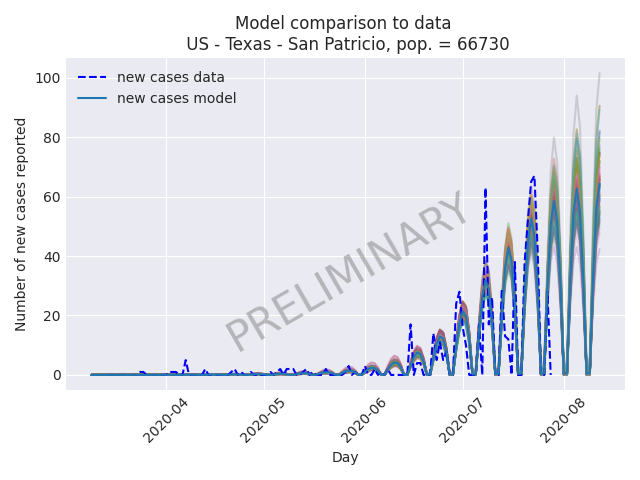 Model comparison to data
US - Texas - San Patricio, pop. = 66730
new cases data
new cases model
PRELIMINARY
Number of new cases reported
100
80
60
40
20
0
2020-04
2020-05
2020-06
2020-07
2020-08
Day